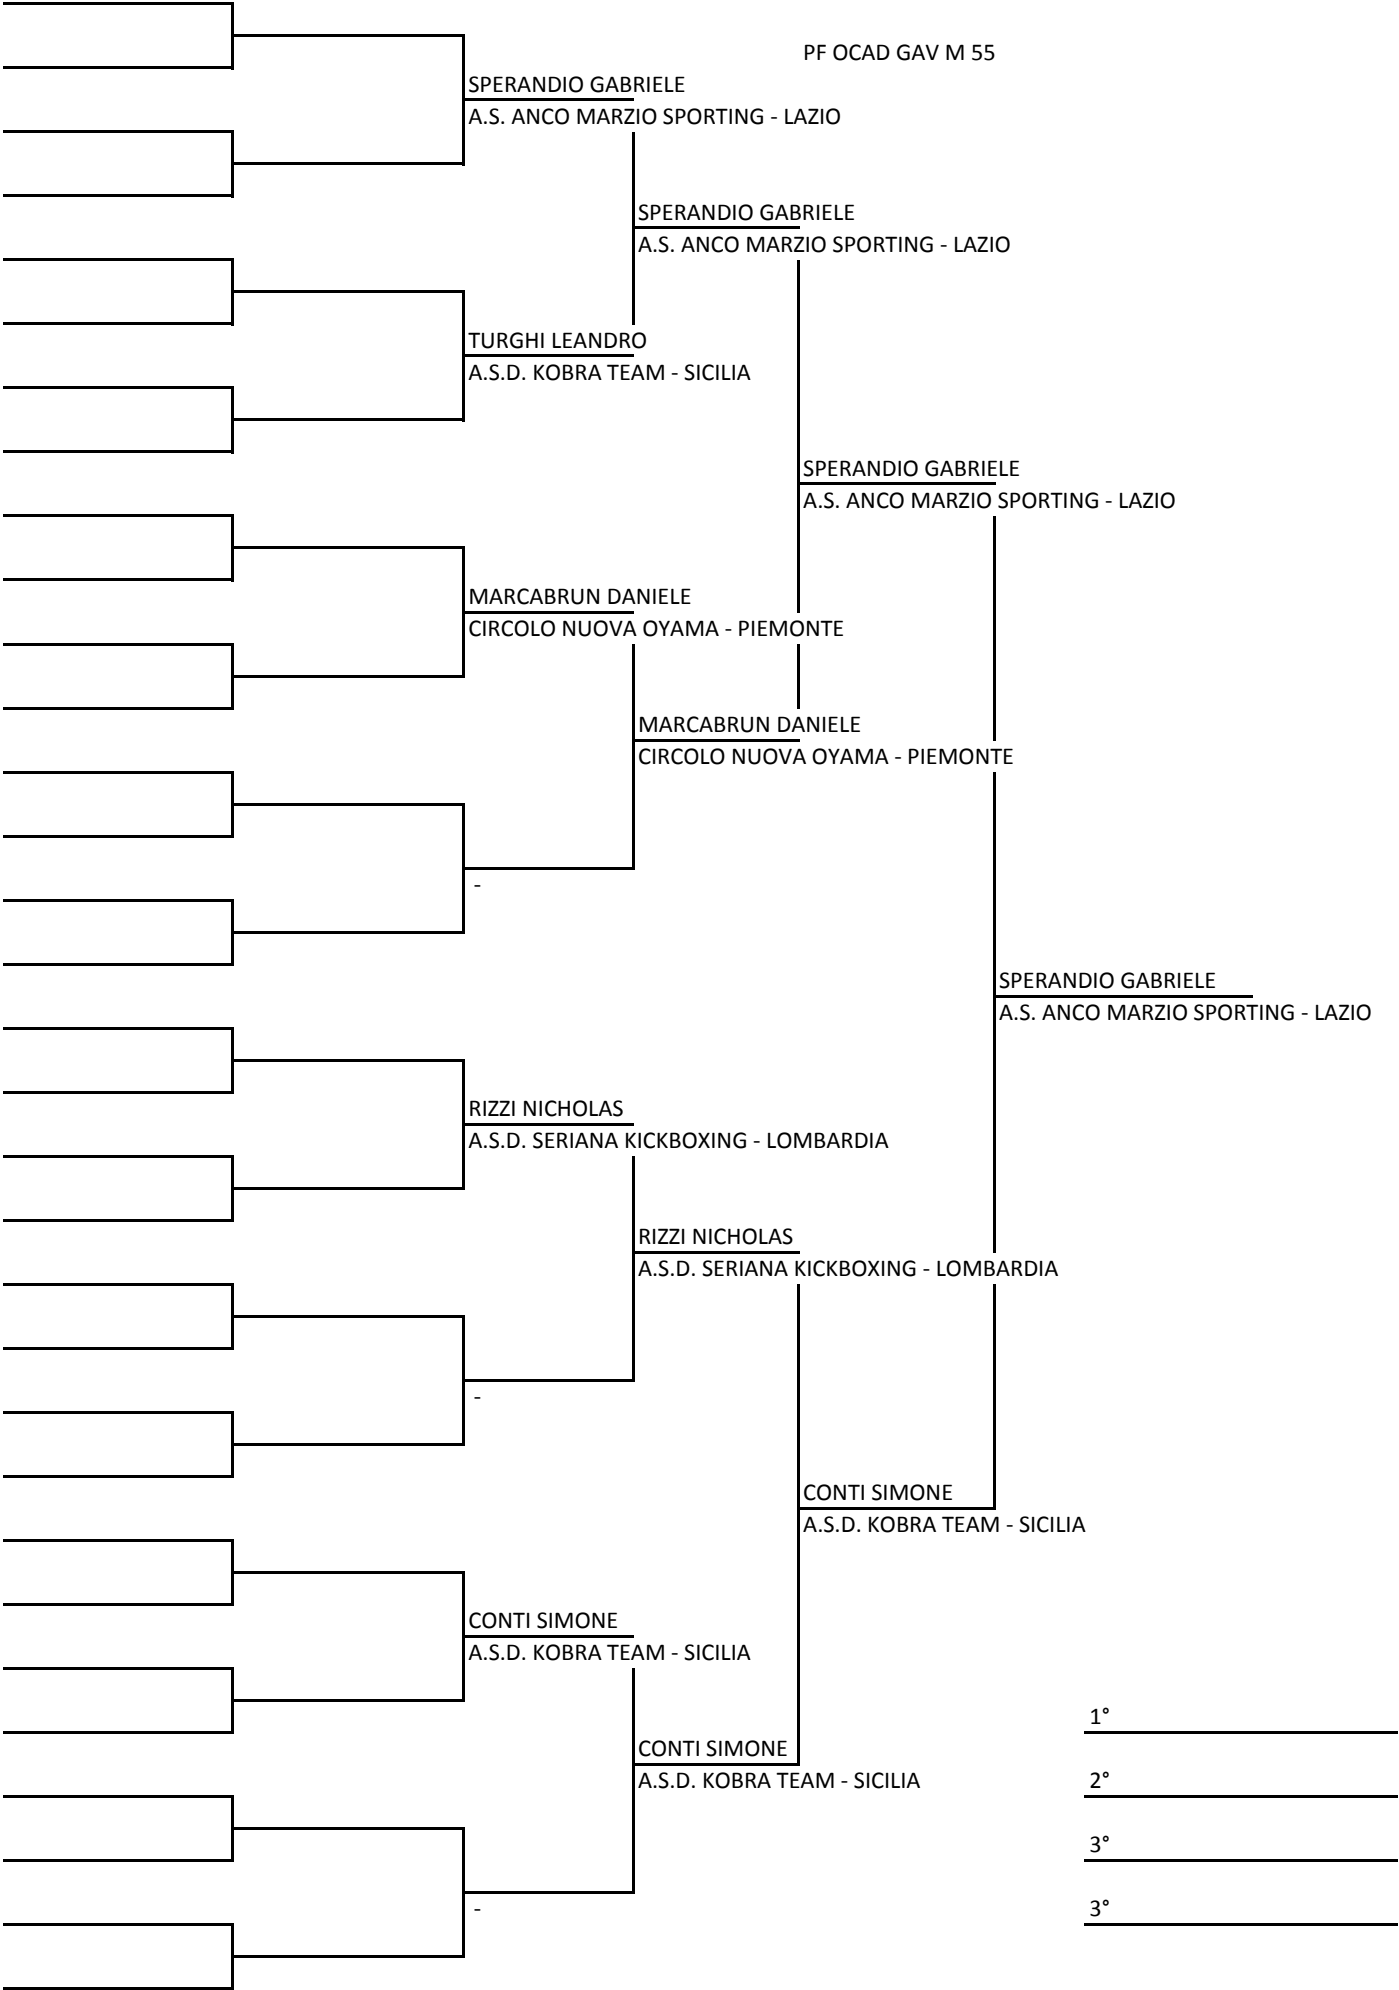 PF OCAD GAV M 55
SPERANDIO GABRIELE
A.S. ANCO MARZIO SPORTING - LAZIO
SPERANDIO GABRIELE
A.S. ANCO MARZIO SPORTING - LAZIO
TURGHI LEANDRO
A.S.D. KOBRA TEAM - SICILIA
SPERANDIO GABRIELE
A.S. ANCO MARZIO SPORTING - LAZIO
MARCABRUN DANIELE
CIRCOLO NUOVA OYAMA - PIEMONTE
MARCABRUN DANIELE
CIRCOLO NUOVA OYAMA - PIEMONTE
-
SPERANDIO GABRIELE
A.S. ANCO MARZIO SPORTING - LAZIO
RIZZI NICHOLAS
A.S.D. SERIANA KICKBOXING - LOMBARDIA
RIZZI NICHOLAS
A.S.D. SERIANA KICKBOXING - LOMBARDIA
-
CONTI SIMONE
A.S.D. KOBRA TEAM - SICILIA
CONTI SIMONE
A.S.D. KOBRA TEAM - SICILIA
1°
CONTI SIMONE
A.S.D. KOBRA TEAM - SICILIA
2°
3°
-
3°